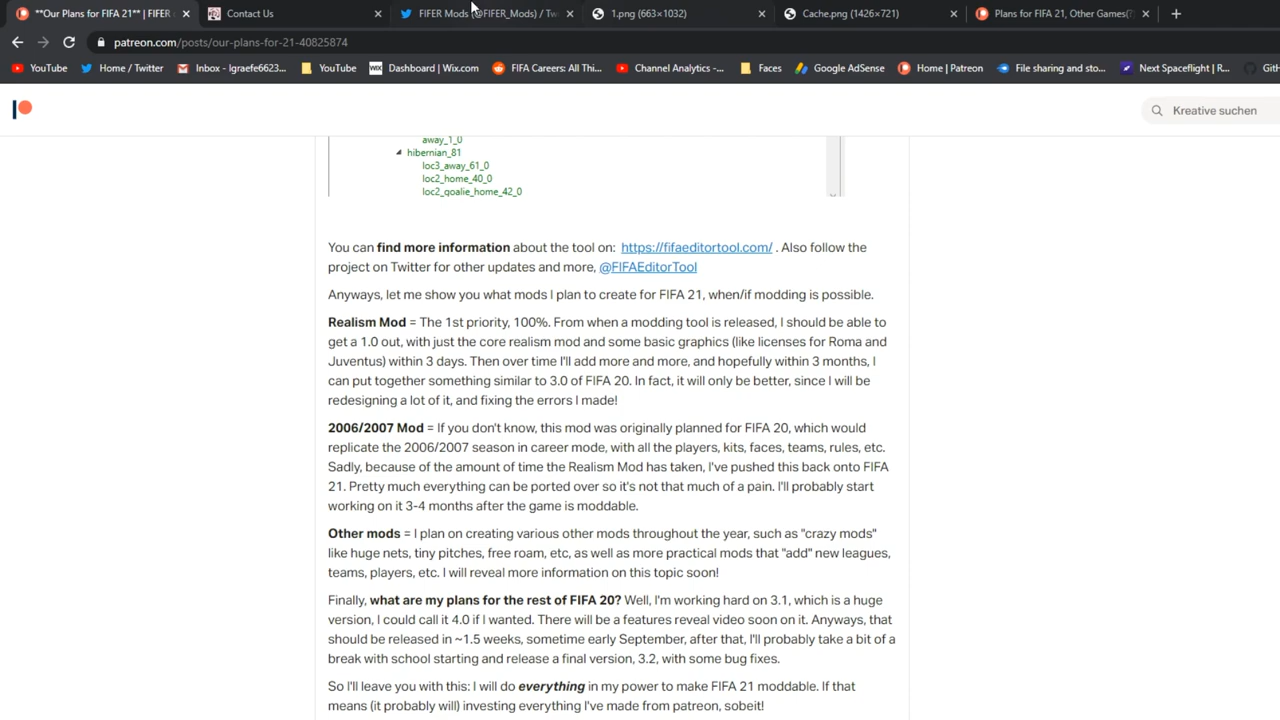 **Our Plans for FIFA 21** | FIFER
Contact Us
FIFER Mods (@FIFER_Mods) / Tw
1.png (663×1032)
Cache.png (1426×721)
Plans for FIFA 21, Other Games(
patreon.com/posts/our-plans-for-21-40825874
YouTube
Home / Twitter
Inbox - lgraefe6623...
YouTube
WIX Dashboard | Wix.com
FIFA Careers: All Thi...
Channel Analytics -...
Faces
Google AdSense
Home | Patreon
File sharing and sto...
Next Spaceflight | R...
GitH
Kreative suchen
away_1_0
hibernian_81
loc3_away_61_0
loc2_home_40_0
loc2_goalie_home_42_0
You can find more information about the tool on: https://fifaeditortool.com/ . Also follow the
project on Twitter for other updates and more, @FIFAEditorTool
Anyways, let me show you what mods I plan to create for FIFA 21, when/if modding is possible.
Realism Mod = The 1st priority, 100%. From when a modding tool is released, I should be able to
get a 1.0 out, with just the core realism mod and some basic graphics (like licenses for Roma and
Juventus) within 3 days. Then over time I'll add more and more, and hopefully within 3 months, I
can put together something similar to 3.0 of FIFA 20. In fact, it will only be better, since I will be
redesigning a lot of it, and fixing the errors I made!
2006/2007 Mod = If you don't know, this mod was originally planned for FIFA 20, which would
replicate the 2006/2007 season in career mode, with all the players, kits, faces, teams, rules, etc.
Sadly, because of the amount of time the Realism Mod has taken, I've pushed this back onto FIFA
21. Pretty much everything can be ported over so it's not that much of a pain. I'll probably start
working on it 3-4 months after the game is moddable.
Other mods = I plan on creating various other mods throughout the year, such as "crazy mods"
like huge nets, tiny pitches, free roam, etc, as well as more practical mods that "add" new leagues,
teams, players, etc. I will reveal more information on this topic soon!
Finally, what are my plans for the rest of FIFA 20? Well, I'm working hard on 3.1, which is a huge
version, I could call it 4.0 if I wanted. There will be a features reveal video soon on it. Anyways, that
should be released in ~1.5 weeks, sometime early September, after that, I'll probably take a bit of a
break with school starting and release a final version, 3.2, with some bug fixes.
So I'll leave you with this: I will do everything in my power to make FIFA 21 moddable. If that
means (it probably will) investing everything I've made from patreon, sobeit!